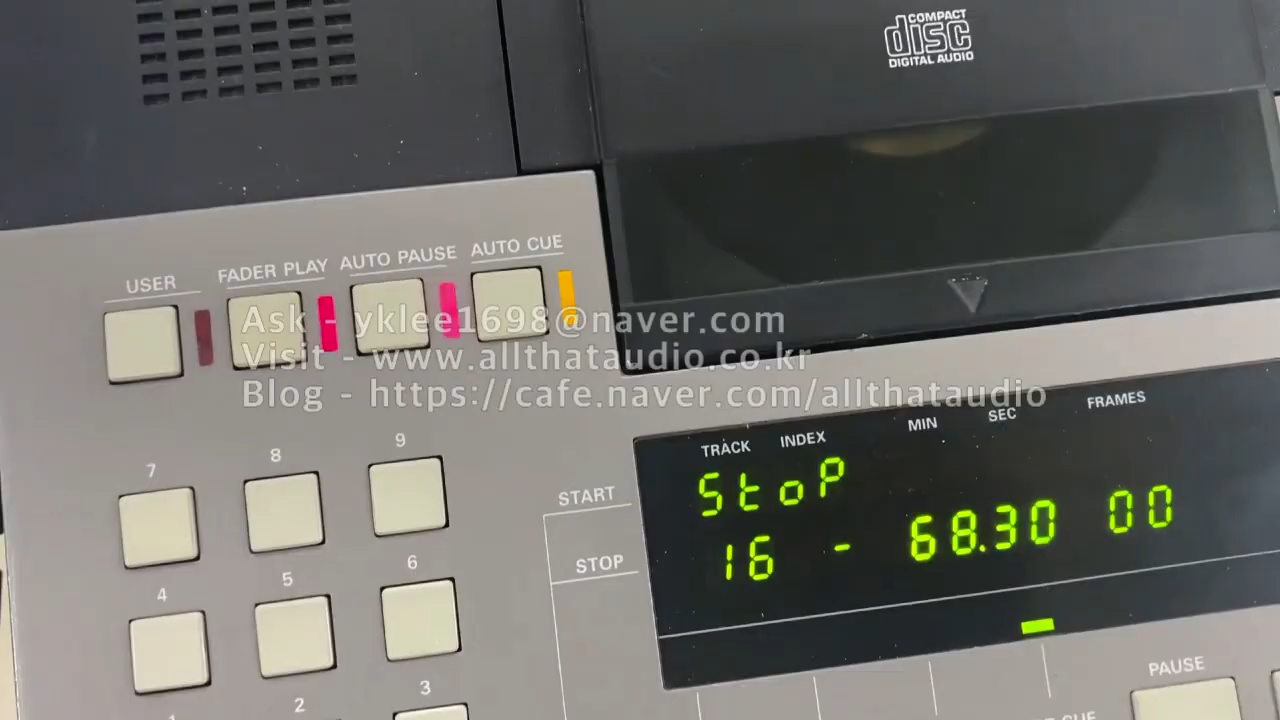 COMPACT
disc
DIGITAL AUDIO
USER
FADER PLAY
AUTO PAUSE
AUTO CUE
Ask - yklee1698@naver.com
Visit - www.allthataudio.co.kr
Blog - https://cafe.naver.com/allthataudio
TRACK INDEX MIN SEC FRAMES
StoP
16 - 68.30 00
START
STOP
7 8 9
4 5 6
1 2 3
PAUSE
CUE